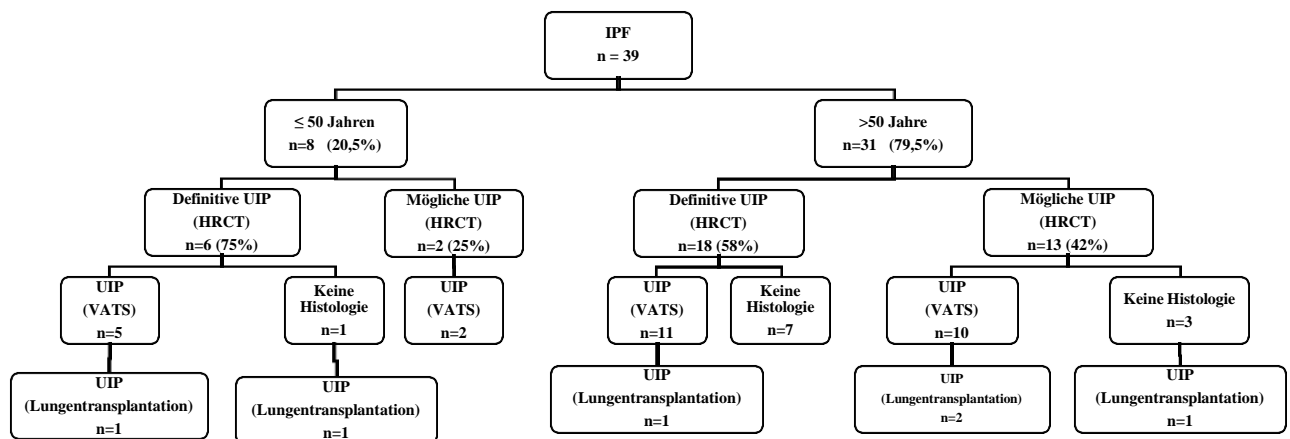 IPF
n = 39
≤ 50 Jahren
n=8 (20,5%)
>50 Jahre
n=31 (79,5%)
Definitive UIP
(HRCT)
n=6 (75%)
Mögliche UIP
(HRCT)
n=2 (25%)
Definitive UIP
(HRCT)
n=18 (58%)
Mögliche UIP
(HRCT)
n=13 (42%)
UIP
(VATS)
n=5
Keine
Histologie
n=1
UIP
(VATS)
n=2
UIP
(VATS)
n=11
Keine
Histologie
n=7
UIP
(VATS)
n=10
Keine Histologie
n=3
UIP
(Lungentransplantation)
n=1
UIP
(Lungentransplantation)
n=1
UIP
(Lungentransplantation)
n=1
UIP
(Lungentransplantation)
n=2
UIP
(Lungentransplantation)
n=1